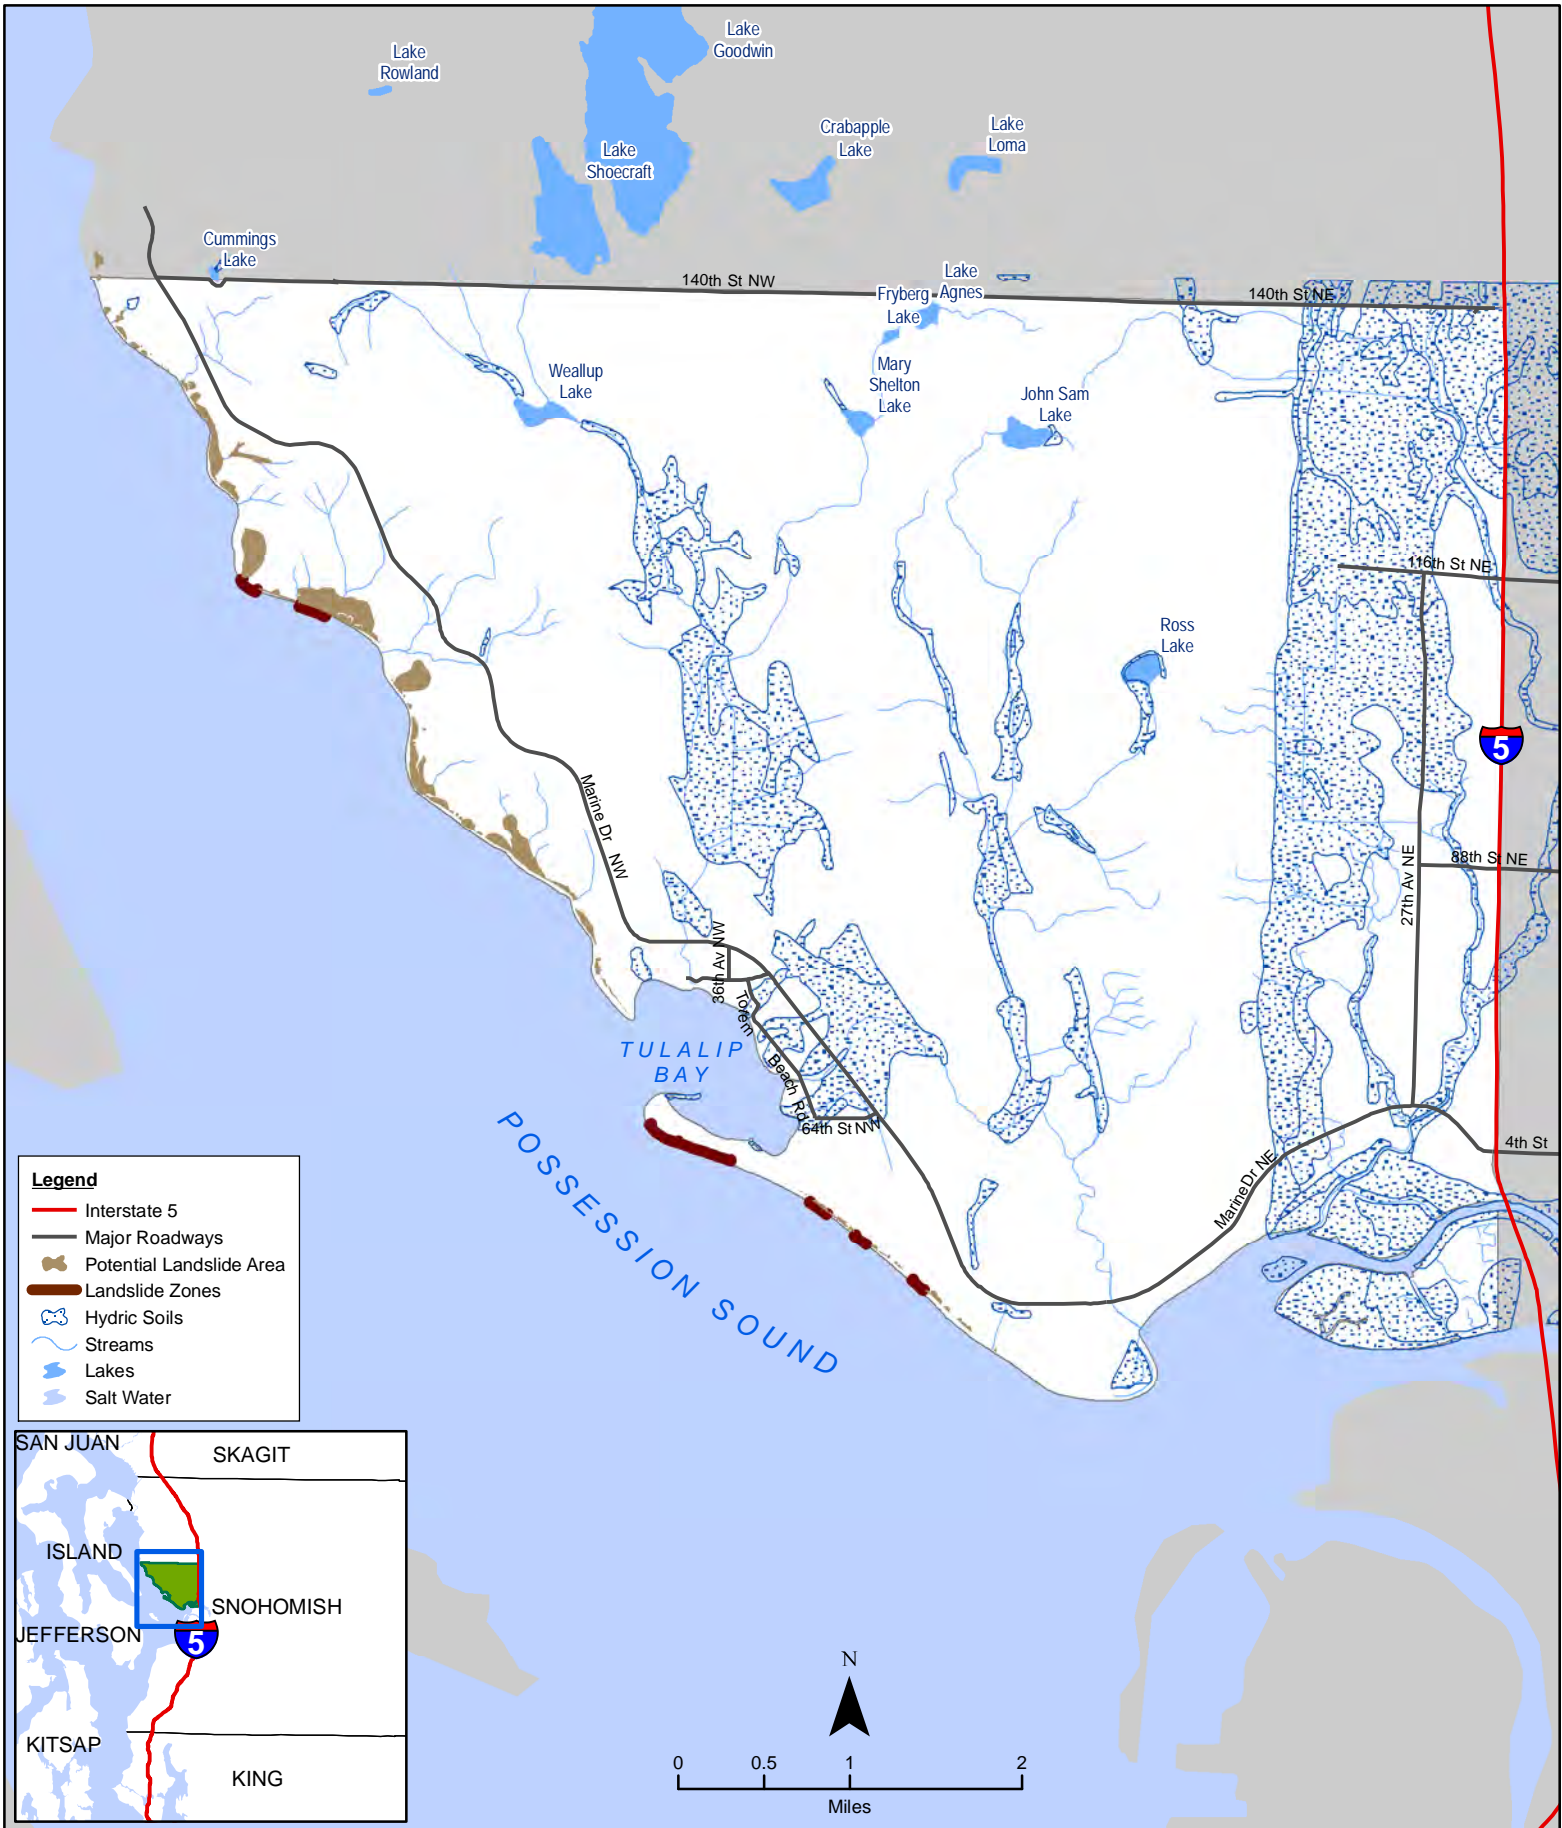 Lake
Goodwin
Lake
Rowland
Crabapple
Lake
Lake
Loma
Lake
Shoecraft
Cummings
Lake
140th St NW
Lake
Agnes
Fryberg
Lake
140th St NE
Weallup
Lake
Mary
Shelton
Lake
John Sam
Lake
116th St NE
Ross
Lake
5
Marine Dr NW
88th St NE
27th Av NE
36th Av NW
Totem
Beach Rd
TULALIP
BAY
64th St NW
4th St
Marine Dr NE
POSSESSION SOUND
Legend
Interstate 5
Major Roadways
Potential Landslide Area
Landslide Zones
Hydric Soils
Streams
Lakes
Salt Water
SAN JUAN
SKAGIT
ISLAND
SNOHOMISH
JEFFERSON
5
KITSAP
KING
N
0 0.5 1 2
Miles